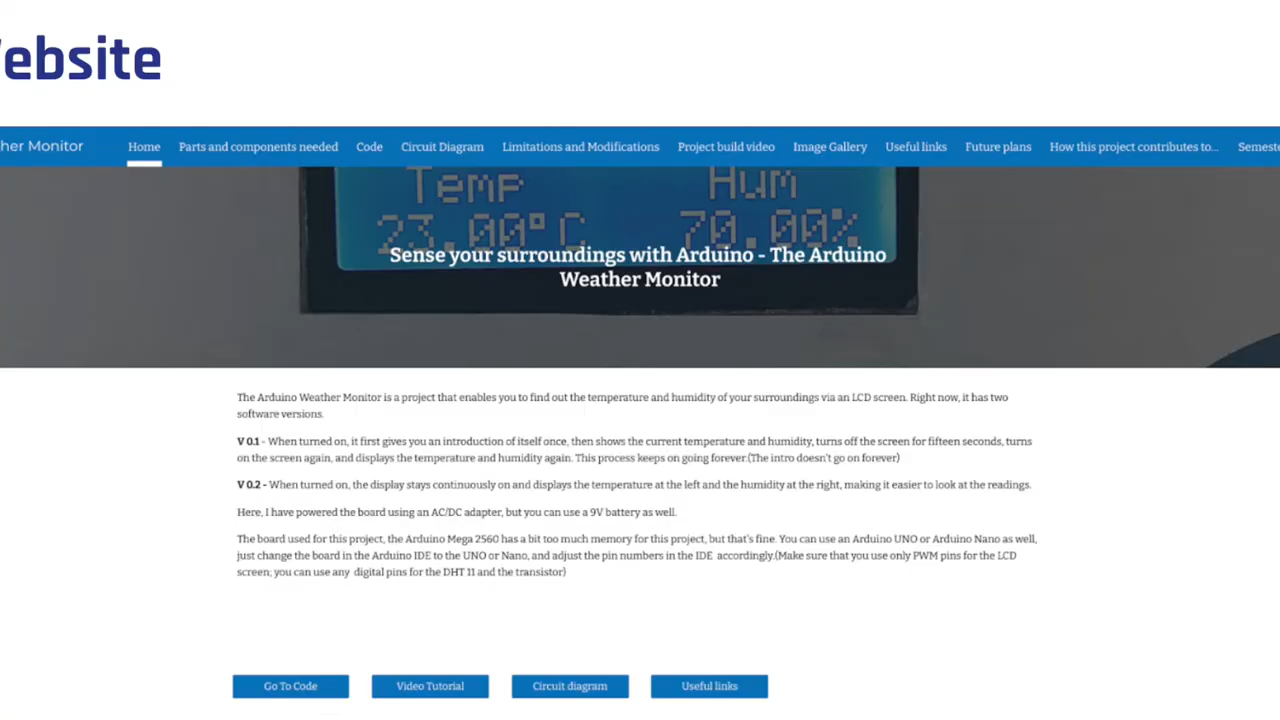 ebsite
her Monitor Home Parts and components needed Code Circuit Diagram Limitations and Modifications Project build video Image Gallery Useful links Future plans How this project contributes to... Semeste
Temp Hum
23.00°C 70.00%
Sense your surroundings with Arduino - The Arduino
Weather Monitor
The Arduino Weather Monitor is a project that enables you to find out the temperature and humidity of your surroundings via an LCD screen. Right now, it has two
software versions.
V 0.1 - When turned on, it first gives you an introduction of itself once, then shows the current temperature and humidity, turns off the screen for fifteen seconds, turns
on the screen again, and displays the temperature and humidity again. This process keeps on going forever.(The intro doesn't go on forever)
V 0.2 - When turned on, the display stays continuously on and displays the temperature at the left and the humidity at the right, making it easier to look at the readings.
Here, I have powered the board using an AC/DC adapter, but you can use a 9V battery as well.
The board used for this project, the Arduino Mega 2560 has a bit too much memory for this project, but that's fine. You can use an Arduino UNO or Arduino Nano as well,
just change the board in the Arduino IDE to the UNO or Nano, and adjust the pin numbers in the IDE accordingly.(Make sure that you use only PWM pins for the LCD
screen; you can use any digital pins for the DHT 11 and the transistor)
Go To Code Video Tutorial Circuit diagram Useful links